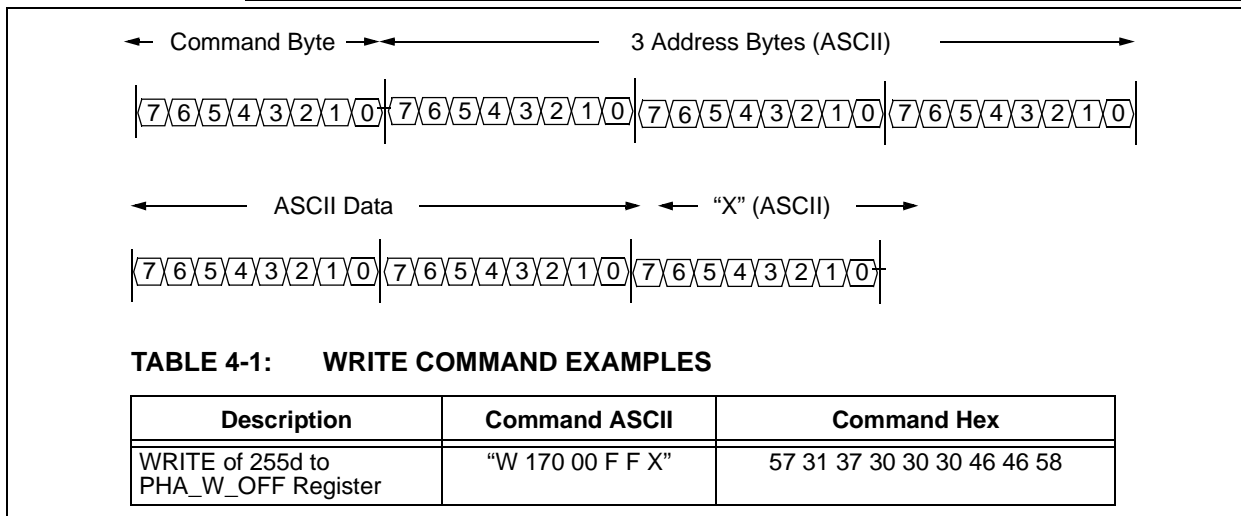 Command Byte 3 Address Bytes (ASCII)
7 6 5 4 3 2 1 0 7 6 5 4 3 2 1 0 7 6 5 4 3 2 1 0 7 6 5 4 3 2 1 0
ASCII Data “X” (ASCII)
7 6 5 4 3 2 1 0 7 6 5 4 3 2 1 0 7 6 5 4 3 2 1 0
TABLE 4-1: WRITE COMMAND EXAMPLES
Description Command ASCII Command Hex
WRITE of 255d to “W 170 00 F F X” 57 31 37 30 30 30 46 46 58
PHA_W_OFF Register